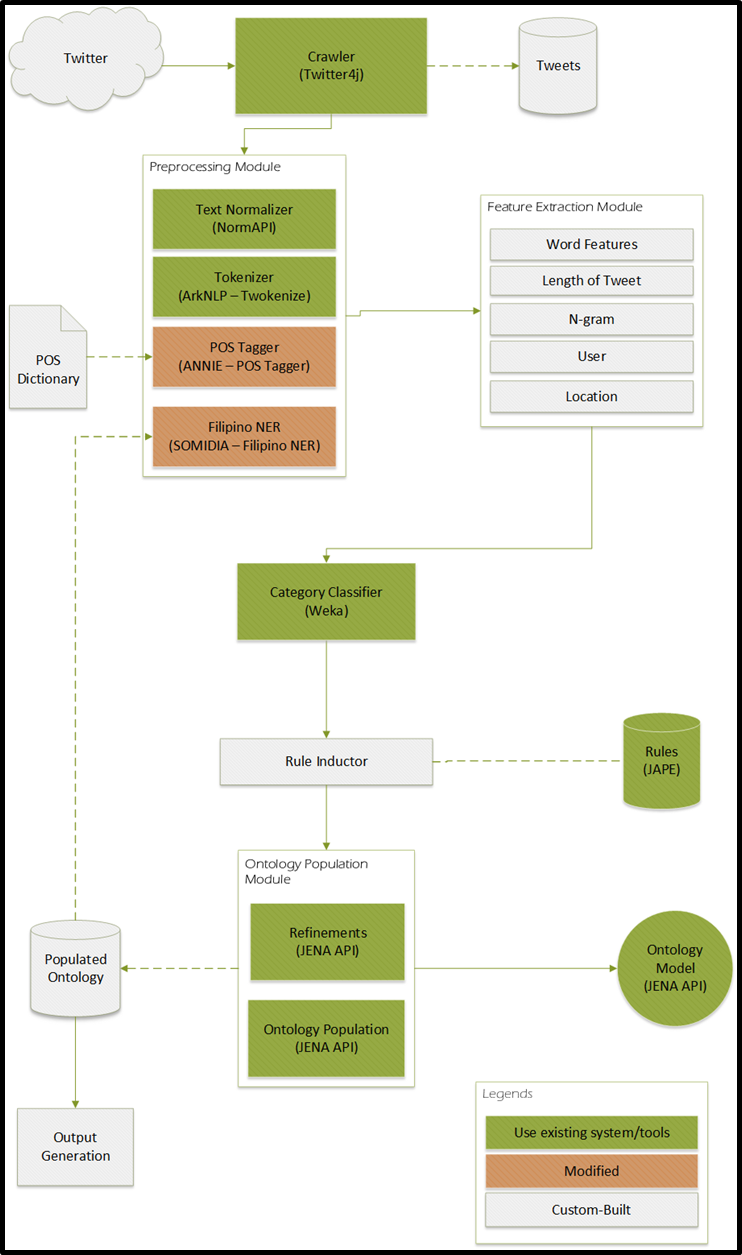 Twitter
Crawler
(Twitter4j)
Tweets
Preprocessing Module
Text Normalizer
(NormAPI)
Tokenizer
(ArkNLP – Twokenize)
POS Tagger
(ANNIE – POS Tagger)
Filipino NER
(SOMIDIA – Filipino NER)
POS
Dictionary
Feature Extraction Module
Word Features
Length of Tweet
N-gram
User
Location
Category Classifier
(Weka)
Rule Inductor
Rules
(JAPE)
Ontology Population
Module
Refinements
(JENA API)
Ontology Population
(JENA API)
Populated
Ontology
Ontology
Model
(JENA API)
Output
Generation
Legends
Use existing system/tools
Modified
Custom-Built